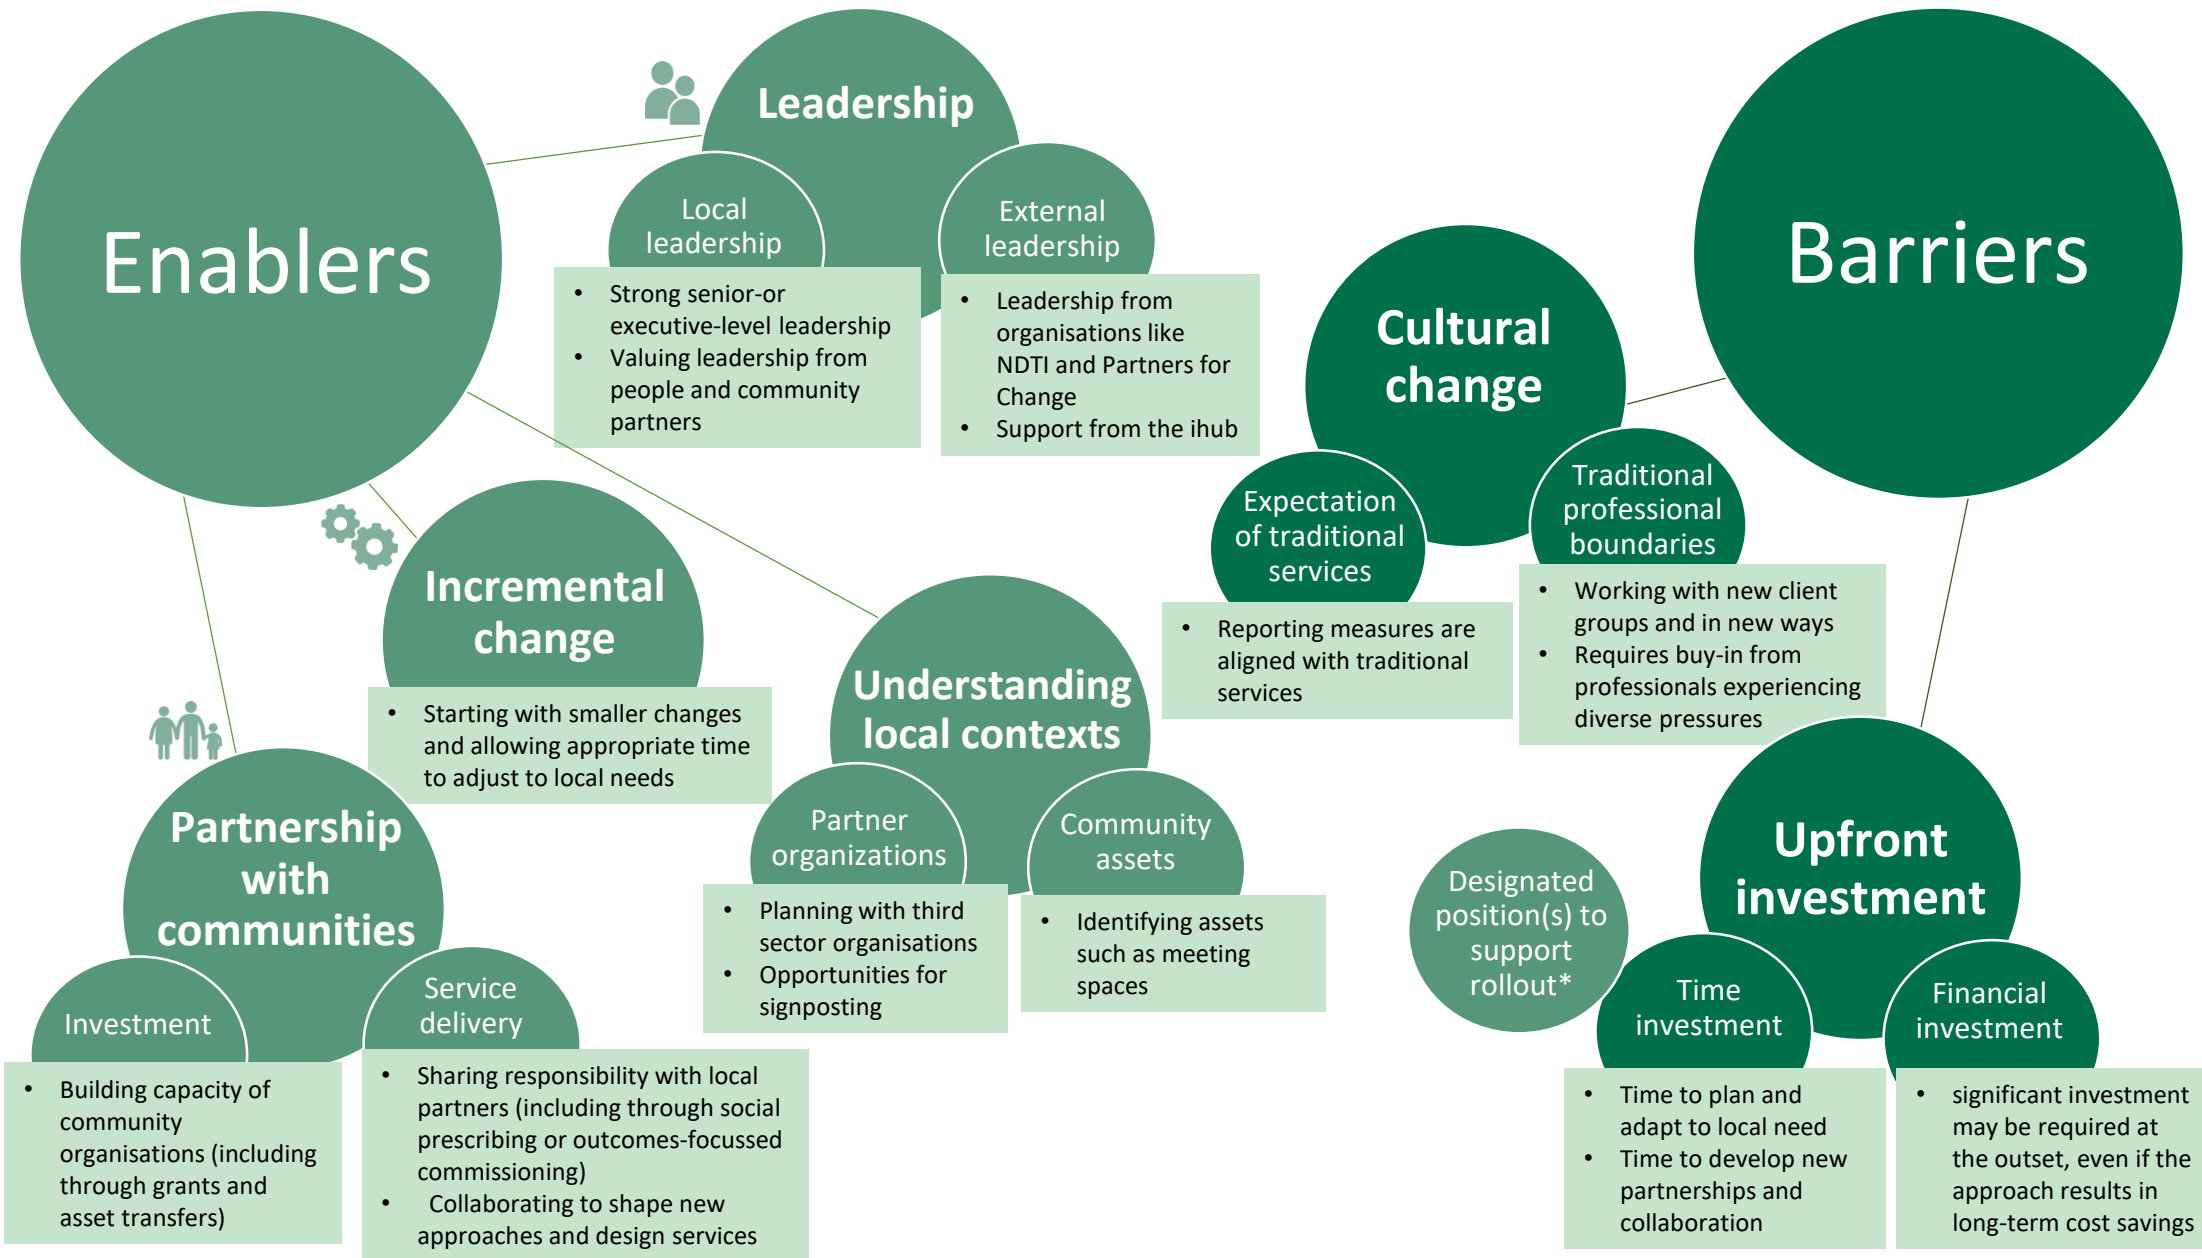 Enablers
Leadership
Local
leadership
• Strong senior-or
executive-level leadership
• Valuing leadership from
people and community
partners
External
leadership
• Leadership from
organisations like
NDTI and Partners for
Change
• Support from the ihub
Incremental
change
• Starting with smaller changes
and allowing appropriate time
to adjust to local needs
Understanding
local contexts
Partner
organizations
• Planning with third
sector organisations
• Opportunities for
signposting
Community
assets
• Identifying assets
such as meeting
spaces
Partnership
with
communities
Investment
• Building capacity of
community
organisations (including
through grants and
asset transfers)
Service
delivery
• Sharing responsibility with local
partners (including through social
prescribing or outcomes-focussed
commissioning)
• Collaborating to shape new
approaches and design services
Barriers
Cultural
change
Expectation
of traditional
services
• Reporting measures are
aligned with traditional
services
Traditional
professional
boundaries
• Working with new client
groups and in new ways
• Requires buy-in from
professionals experiencing
diverse pressures
Upfront
investment
Designated
position(s) to
support
rollout*
Time
investment
• Time to plan and
adapt to local need
• Time to develop new
partnerships and
collaboration
Financial
investment
• significant investment
may be required at
the outset, even if the
approach results in
long-term cost savings